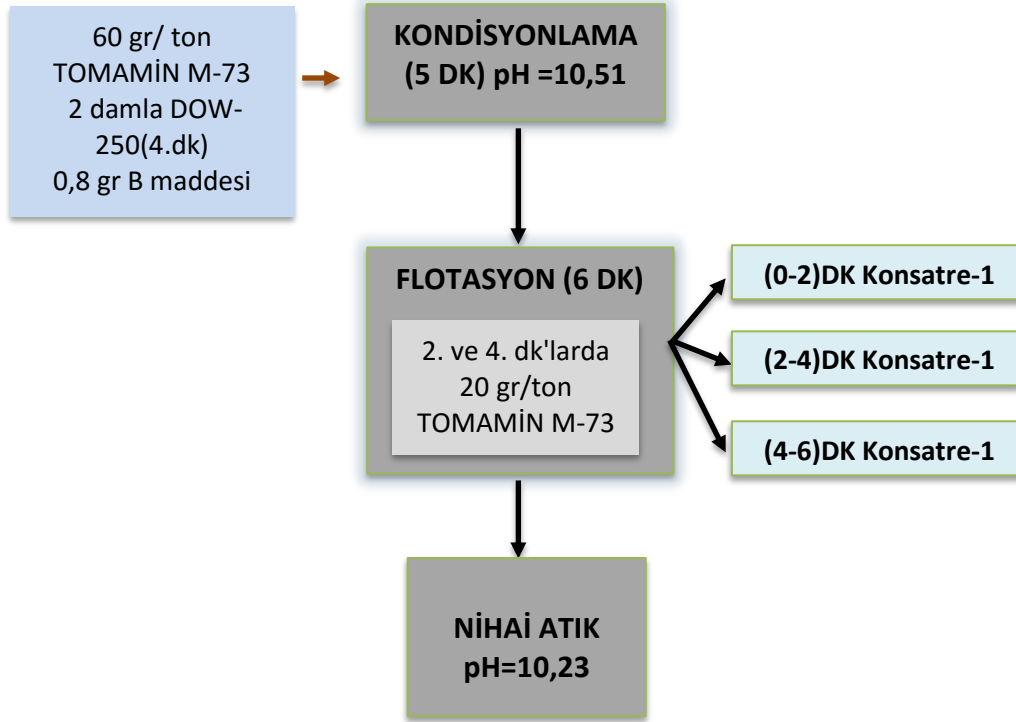 60 gr/ ton
TOMAMİN M-73
2 damla DOW-
250(4.dk)
0,8 gr B maddesi
KONDİSYONLAMA
(5 DK) pH =10,51
FLOTASYON (6 DK)
2. ve 4. dk'larda
20 gr/ton
TOMAMİN M-73
(0-2)DK Konsatre-1
(2-4)DK Konsatre-1
(4-6)DK Konsatre-1
NİHAİ ATIK
pH=10,23